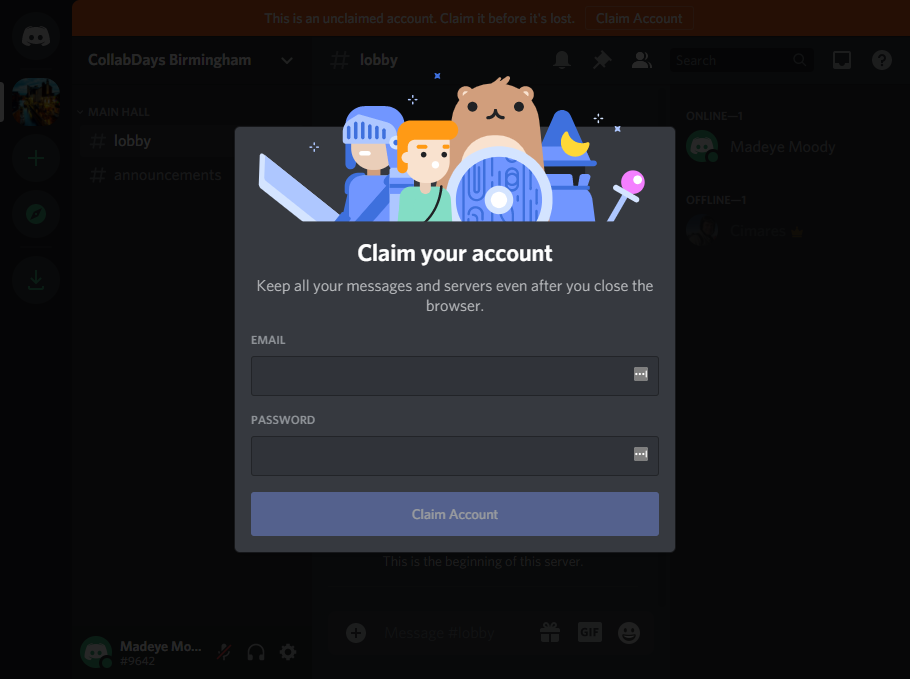 This is an unclaimed account. Claim it before it's lost. Claim Account
CollabDays Birmingham
lobby
Search
MAIN HALL
lobby
announcements
ONLINE—1
Madeye Moody
OFFLINE—1
Claim your account
Keep all your messages and servers even after you close the
browser.
EMAIL
PASSWORD
Claim Account
This is the beginning of this server.
Message #lobby
GIF
Madeye Mo...
#9642